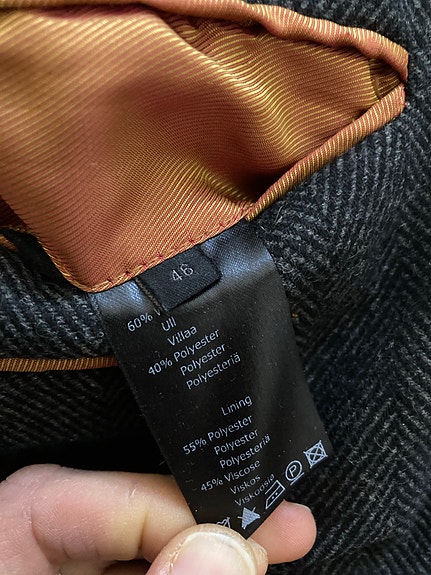 46
60%
Ull
Villaa
40% Polyester
Polyester
Polyesteriä
Lining
55% Polyester
Polyester
Polyesteriä
45% Viscose
Viskos
Viskoosia
P